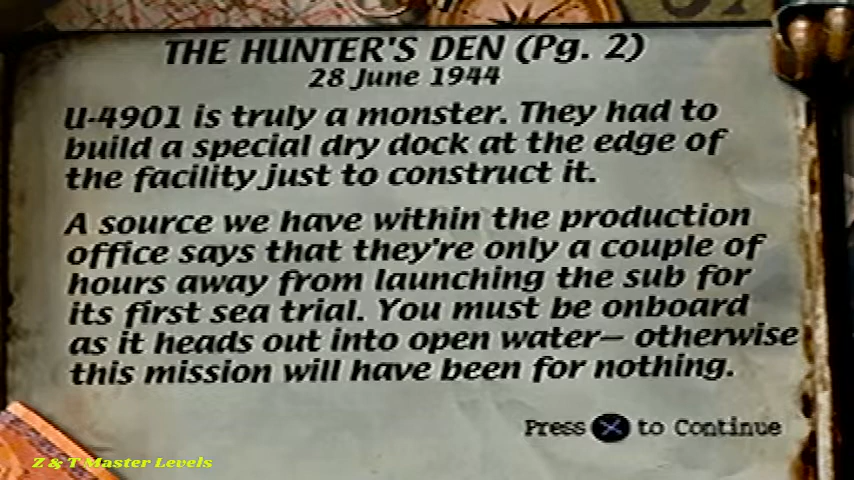 THE HUNTER'S DEN (Pg. 2)
28 June 1944
U-4901 is truly a monster. They had to
build a special dry dock at the edge of
the facility just to construct it.
A source we have within the production
office says that they're only a couple of
hours away from launching the sub for
its first sea trial. You must be onboard
as it heads out into open water— otherwise
this mission will have been for nothing.
Press to Continue
Z & T Master Levels